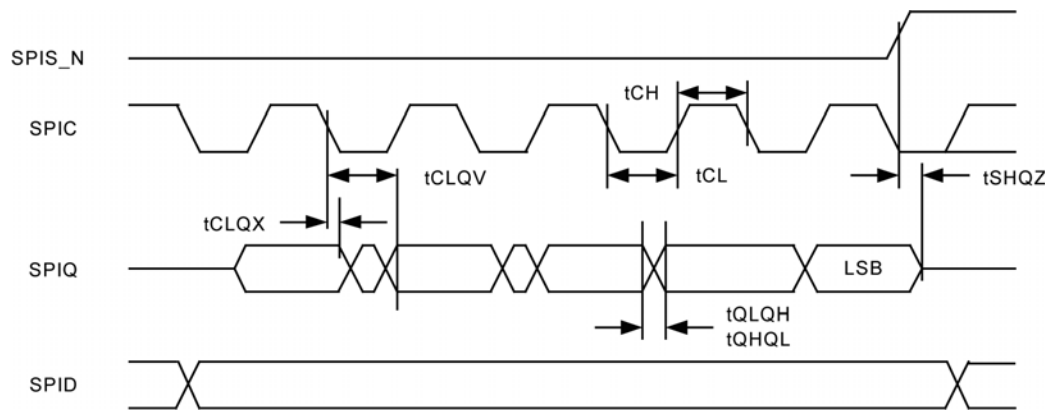 SPIS_N
tCH
SPIC
tCLQV
tCL
tSHQZ
tCLQX
SPIQ
LSB
tQLQH
tQHQL
SPID